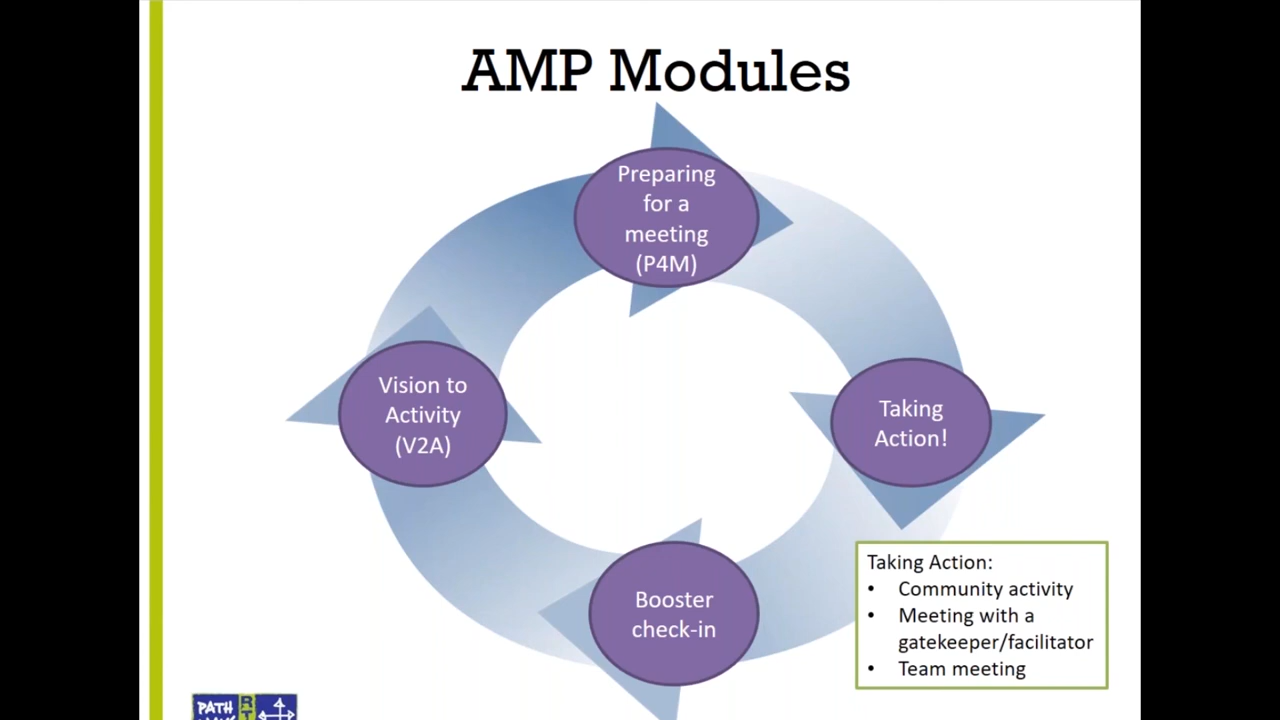 AMP Modules
Preparing
for a
meeting
(P4M)
Vision to
Activity
(V2A)
Taking
Action!
Booster
check-in
Taking Action:
• Community activity
• Meeting with a
gatekeeper/facilitator
• Team meeting
PATH
RT